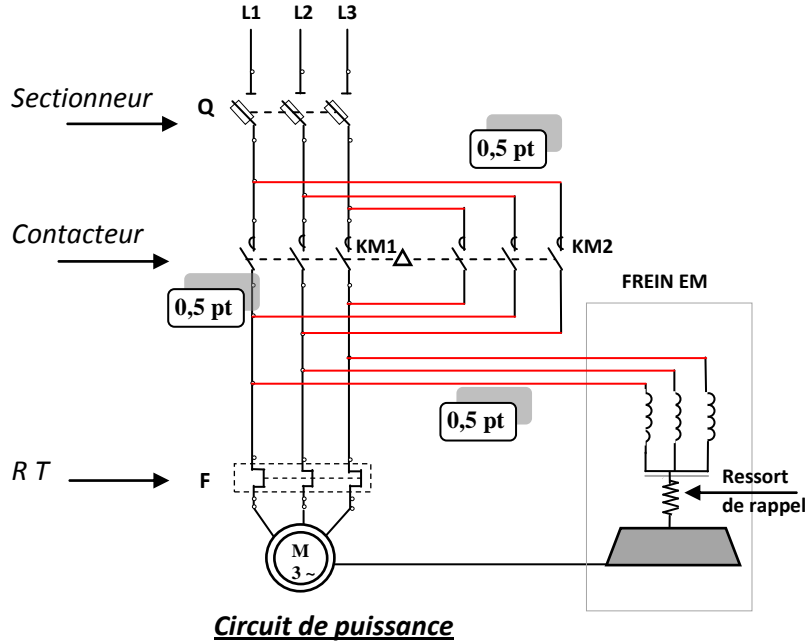 L1 L2 L3
Sectionneur
Q
0,5 pt
Contacteur
KM1
KM2
0,5 pt
FREIN EM
0,5 pt
R T
F
Ressort
de rappel
M
3 ~
Circuit de puissance